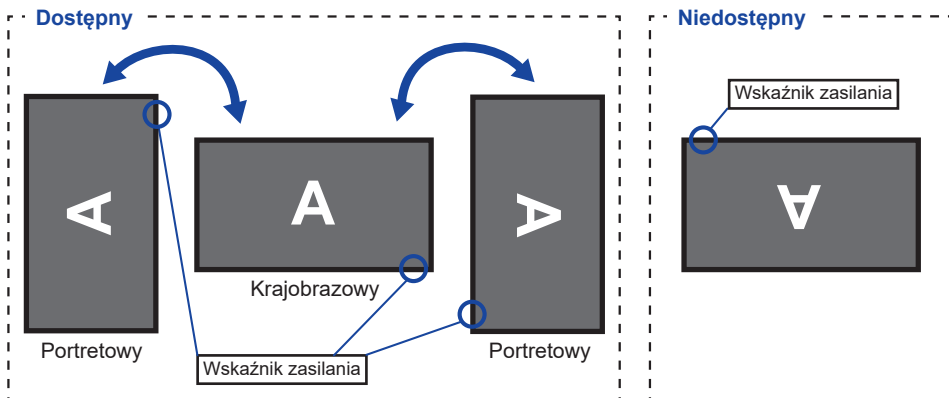 Dostępny
Niedostępny
Wskaźnik zasilania
A
A
A
A
Krajobrazowy
Portretowy
Wskaźnik zasilania
Portretowy